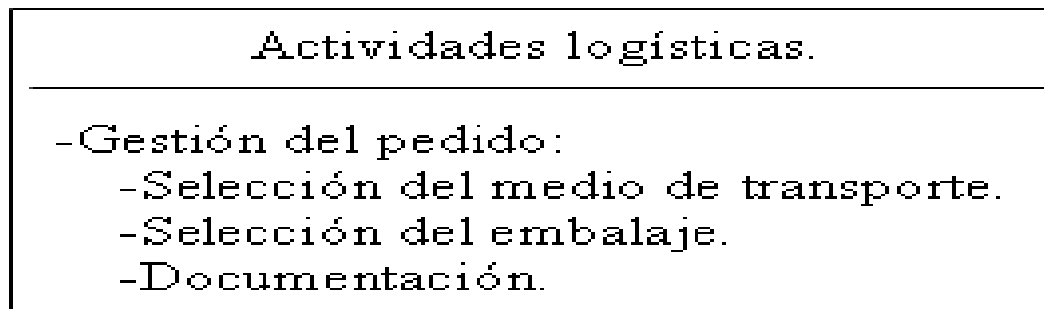 Actividades logísticas.
-Gestión del pedido:
-Selección del medio de transporte.
-Selección del embalaje.
-Documentación.